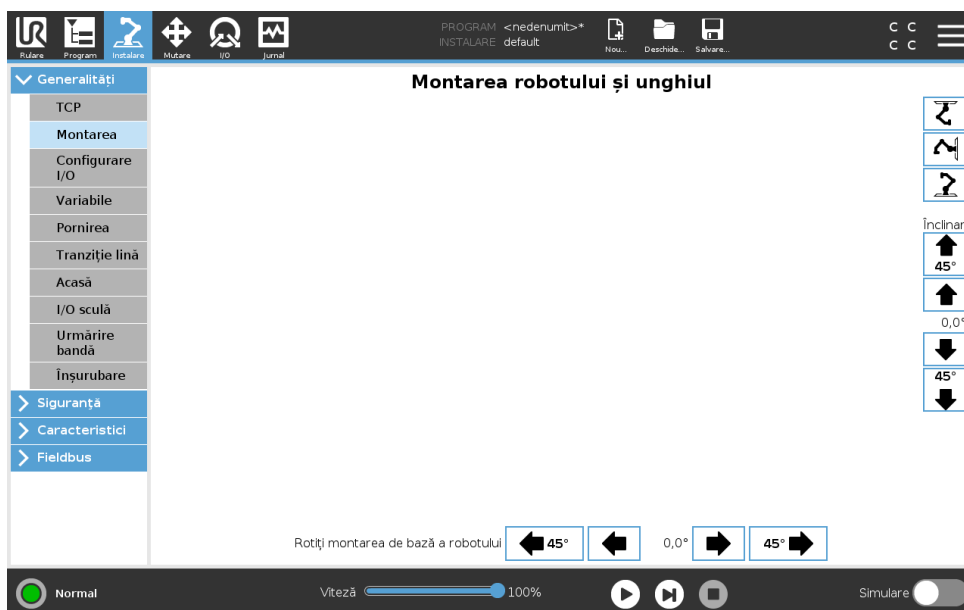 PROGRAM <nedenumit>*
INSTALARE default
Rulare
Program
Instalare
Mutare
I/O
Jurnal
Nou...
Deschide...
Salvare...
C C
C C
Generalități
TCP
Montarea
Configurare
I/O
Variabile
Pornirea
Tranziție lină
Acasă
I/O sculă
Urmărire
bandă
Înșurubare
Siguranță
Caracteristici
Fieldbus
Montarea robotului și unghiul
Înclinar
45°
0,0°
45°
Rotiți montarea de bază a robotului
45°
0,0°
45°
Normal
Viteză
100%
Simulare